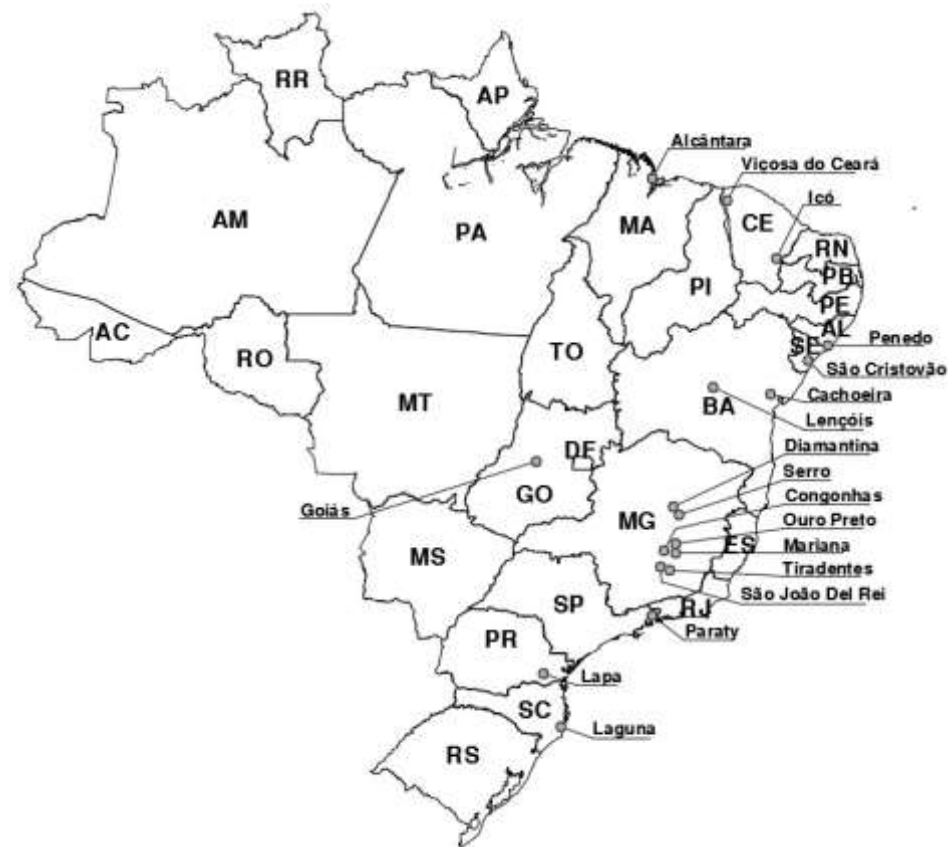 RR
AP
Alcântara
Viçosa do Ceará
Icó
AM
PA
MA
CE
RN
PB
PI
PE
AL
AC
RO
TO
SE
Penedo
São Cristovão
MT
BA
Cachoeira
Lençóis
Diamantina
DF
Serro
GO
Goiás
MG
Congonhas
Ouro Preto
ES
Mariana
MS
Tiradentes
São João Del Rei
SP
RJ
Paraty
PR
Lapa
SC
Laguna
RS